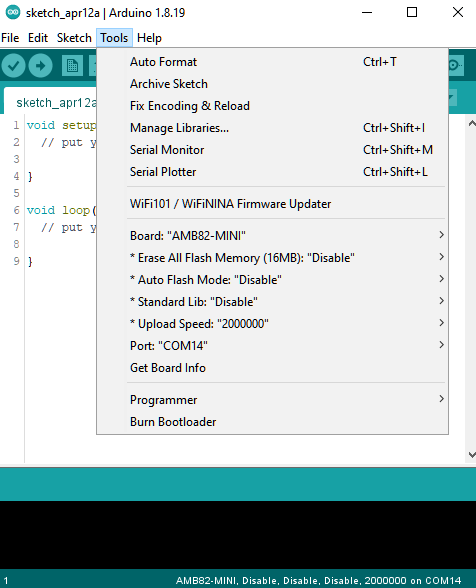 sketch_apr12a | Arduino 1.8.19
File Edit Sketch Tools Help
sketch_apr12a
Auto Format Ctrl+T
Archive Sketch
Fix Encoding & Reload
Manage Libraries... Ctrl+Shift+I
Serial Monitor Ctrl+Shift+M
Serial Plotter Ctrl+Shift+L
WiFi101 / WiFiNINA Firmware Updater
Board: "AMB82-MINI"
* Erase All Flash Memory (16MB): "Disable"
* Auto Flash Mode: "Disable"
* Standard Lib: "Disable"
* Upload Speed: "2000000"
Port: "COM14"
Get Board Info
Programmer
Burn Bootloader
1 void setup
2 // put y
3
4 }
5
6 void loop(
7 // put y
8
9 }
1 AMB82-MINI, Disable, Disable, Disable, 2000000 on COM14